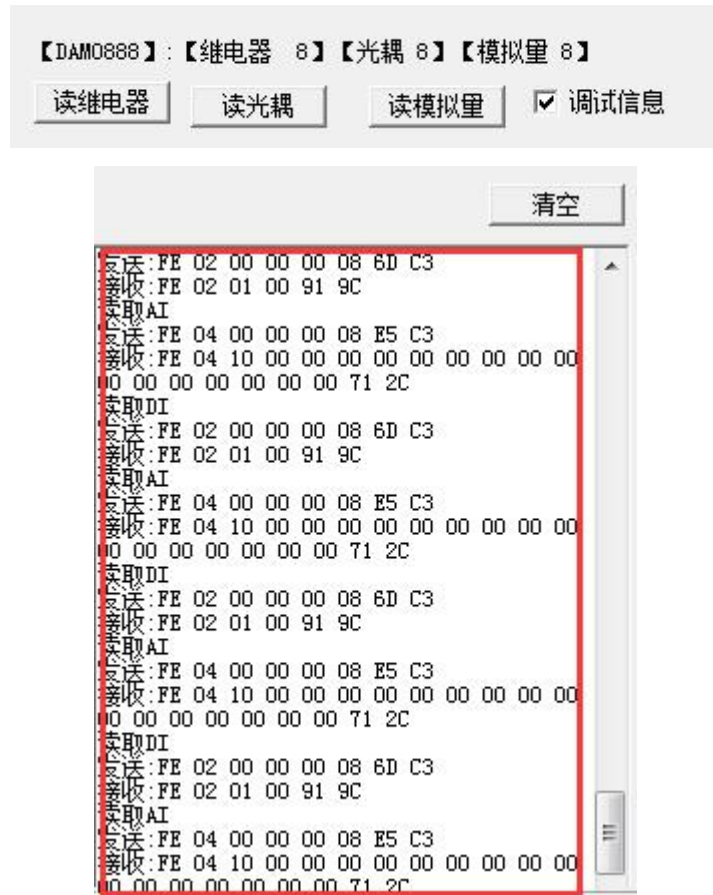 【DAM0888】:【继电器 8】【光耦 8】【模拟量 8】
读继电器 读光耦 读模拟量 调试信息
清空
发送:FE 02 00 00 00 08 6D C3
接收:FE 02 01 00 91 9C
读取AI
发送:FE 04 00 00 00 08 E5 C3
接收:FE 04 10 00 00 00 00 00 00 00 00 00
00 00 00 00 00 00 00 71 2C
读取DI
发送:FE 02 00 00 00 08 6D C3
接收:FE 02 01 00 91 9C
读取AI
发送:FE 04 00 00 00 08 E5 C3
接收:FE 04 10 00 00 00 00 00 00 00 00 00
00 00 00 00 00 00 00 71 2C
读取DI
发送:FE 02 00 00 00 08 6D C3
接收:FE 02 01 00 91 9C
读取AI
发送:FE 04 00 00 00 08 E5 C3
接收:FE 04 10 00 00 00 00 00 00 00 00 00
00 00 00 00 00 00 00 71 2C
读取DI
发送:FE 02 00 00 00 08 6D C3
接收:FE 02 01 00 91 9C
读取AI
发送:FE 04 00 00 00 08 E5 C3
接收:FE 04 10 00 00 00 00 00 00 00 00 00
00 00 00 00 00 00 00 71 2C